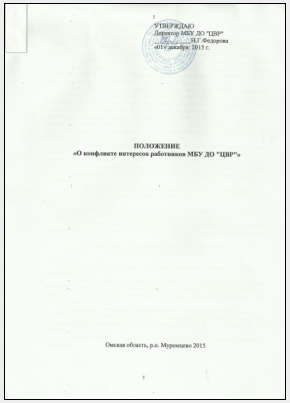 УТВЕРЖДАЮ
Директор МБУ ДО "ЦВР"
Н.Г.Федорова
«01» декабря 2015 г.
ПОЛОЖЕНИЕ
«О конфликте интересов работников МБУ ДО "ЦВР"»
Омская область, р.п. Муромцево 2015
1